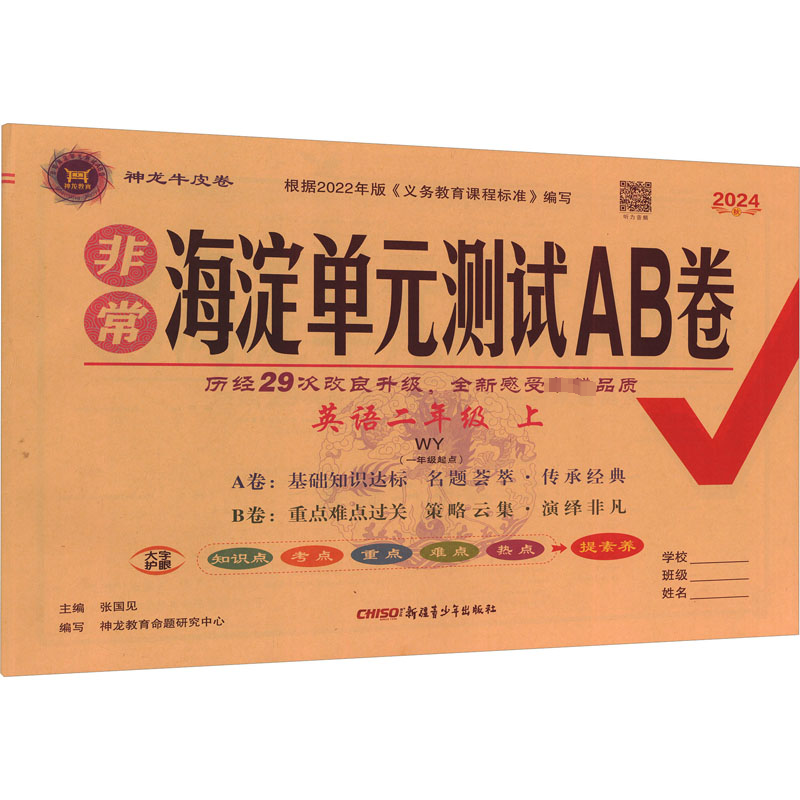 神龙教育
神龙牛皮卷
根据2022年版《义务教育课程标准》编写
听力音频
2024
秋
非常
海淀单元测试AB卷
历经29次改良升级,全新感受 品质
英语二年级 上
WY
(一年级起点)
A卷:基础知识达标 名题荟萃·传承经典
B卷:重点难点过关 策略云集·演绎非凡
大字
护眼
知识点 考点 重点 难点 热点 提素养
学校
班级
姓名
主编 张国见
编写 神龙教育命题研究中心
CHISO 新疆青少年出版社